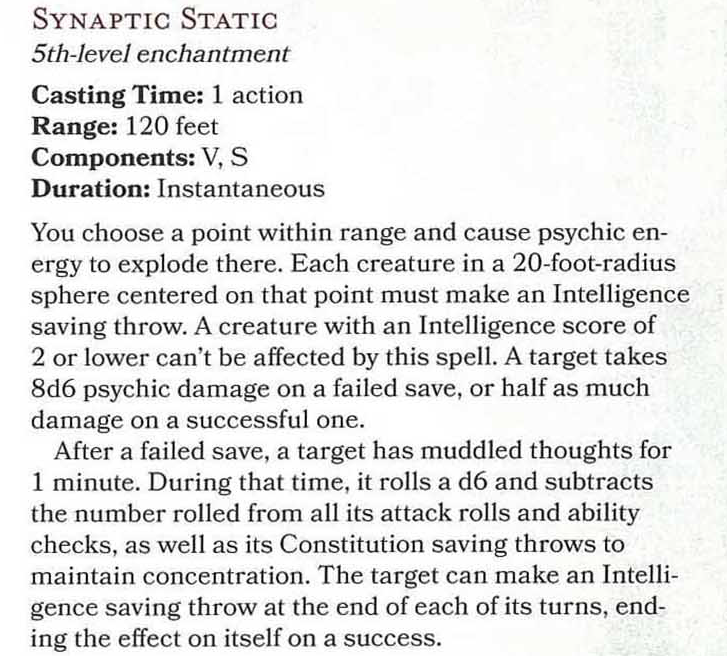 SYNAPTIC STATIC
5th-level enchantment
Casting Time: 1 action
Range: 120 feet
Components: V, S
Duration: Instantaneous
You choose a point within range and cause psychic en-
ergy to explode there. Each creature in a 20-foot-radius
sphere centered on that point must make an Intelligence
saving throw. A creature with an Intelligence score of
2 or lower can't be affected by this spell. A target takes
8d6 psychic damage on a failed save, or half as much
damage on a successful one.
After a failed save, a target has muddled thoughts for
1 minute. During that time, it rolls a d6 and subtracts
the number rolled from all its attack rolls and ability
checks, as well as its Constitution saving throws to
maintain concentration. The target can make an Intelli-
gence saving throw at the end of each of its turns, end-
ing the effect on itself on a success.